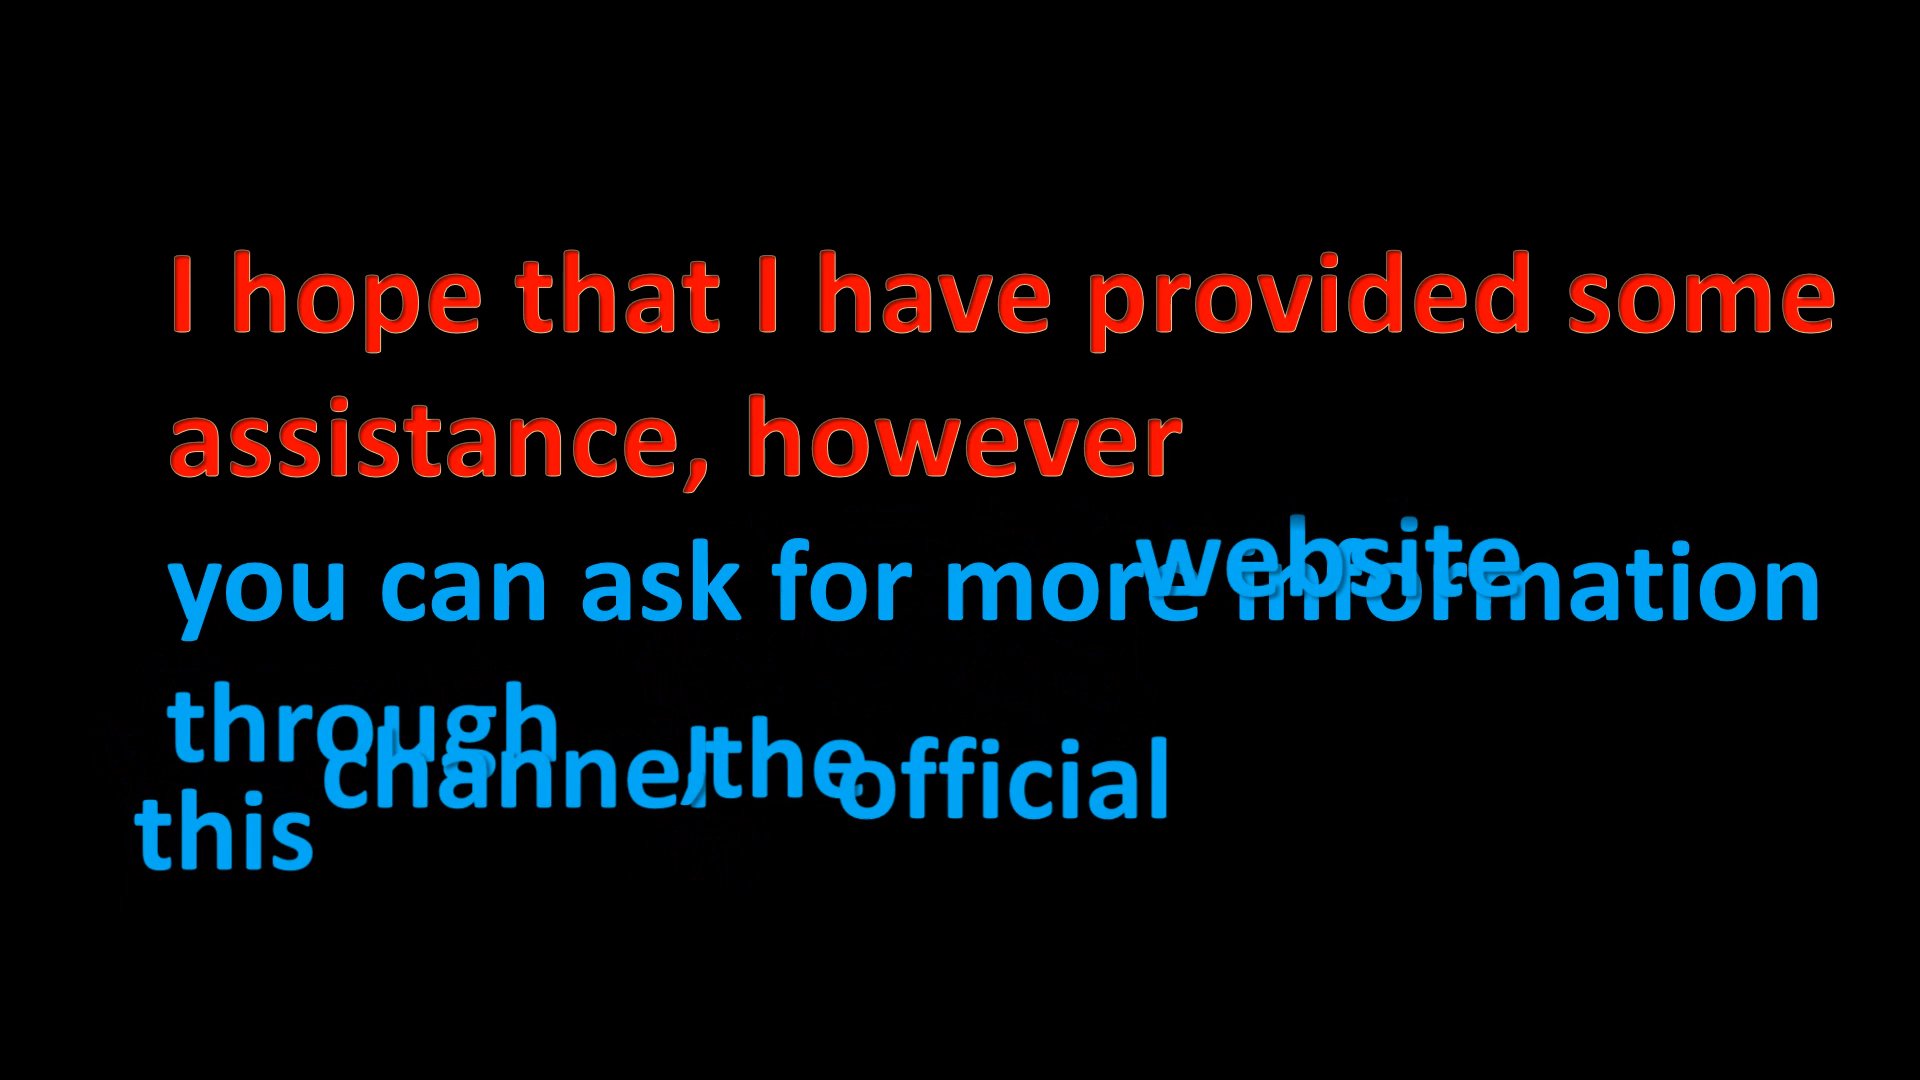 I hope that I have provided some
assistance, however
you can ask for more information
through
this channel, the official website